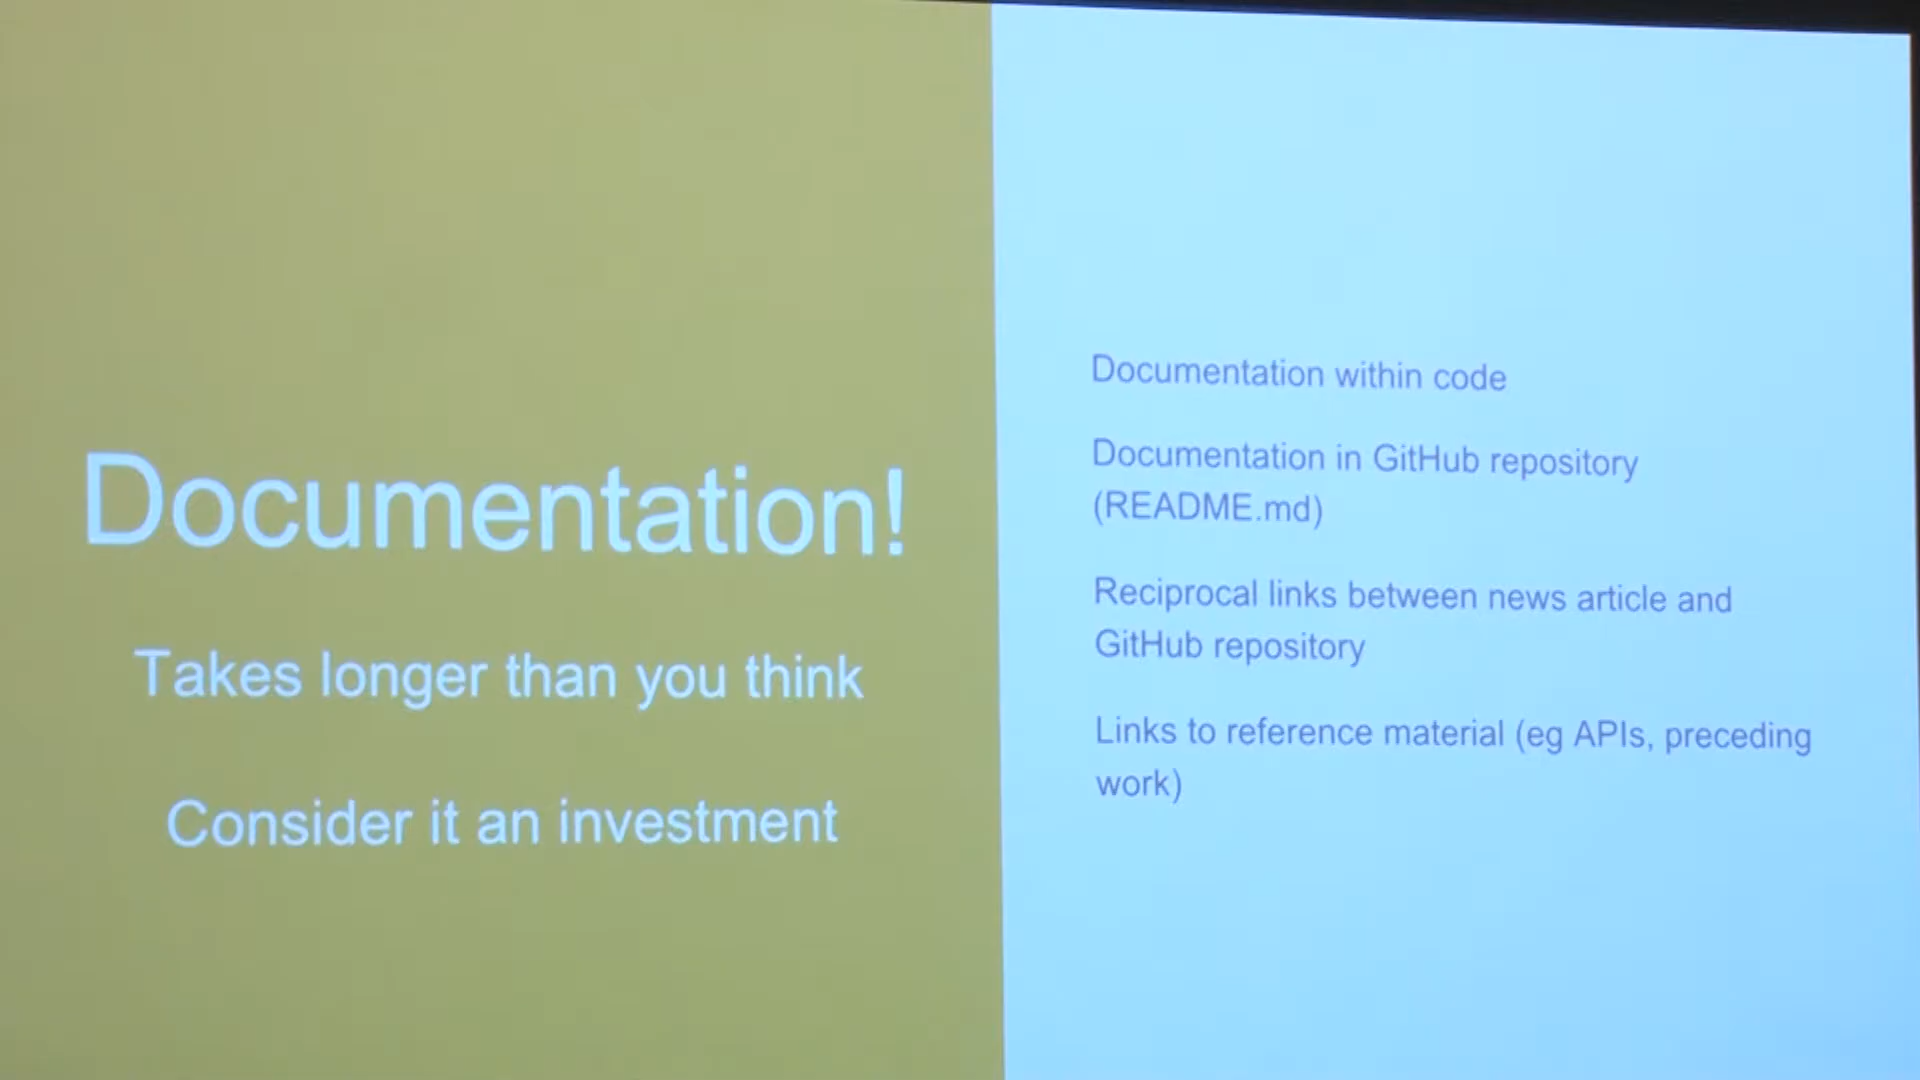 Documentation!
Takes longer than you think
Consider it an investment
Documentation within code
Documentation in GitHub repository
(README.md)
Reciprocal links between news article and
GitHub repository
Links to reference material (eg APIs, preceding
work)